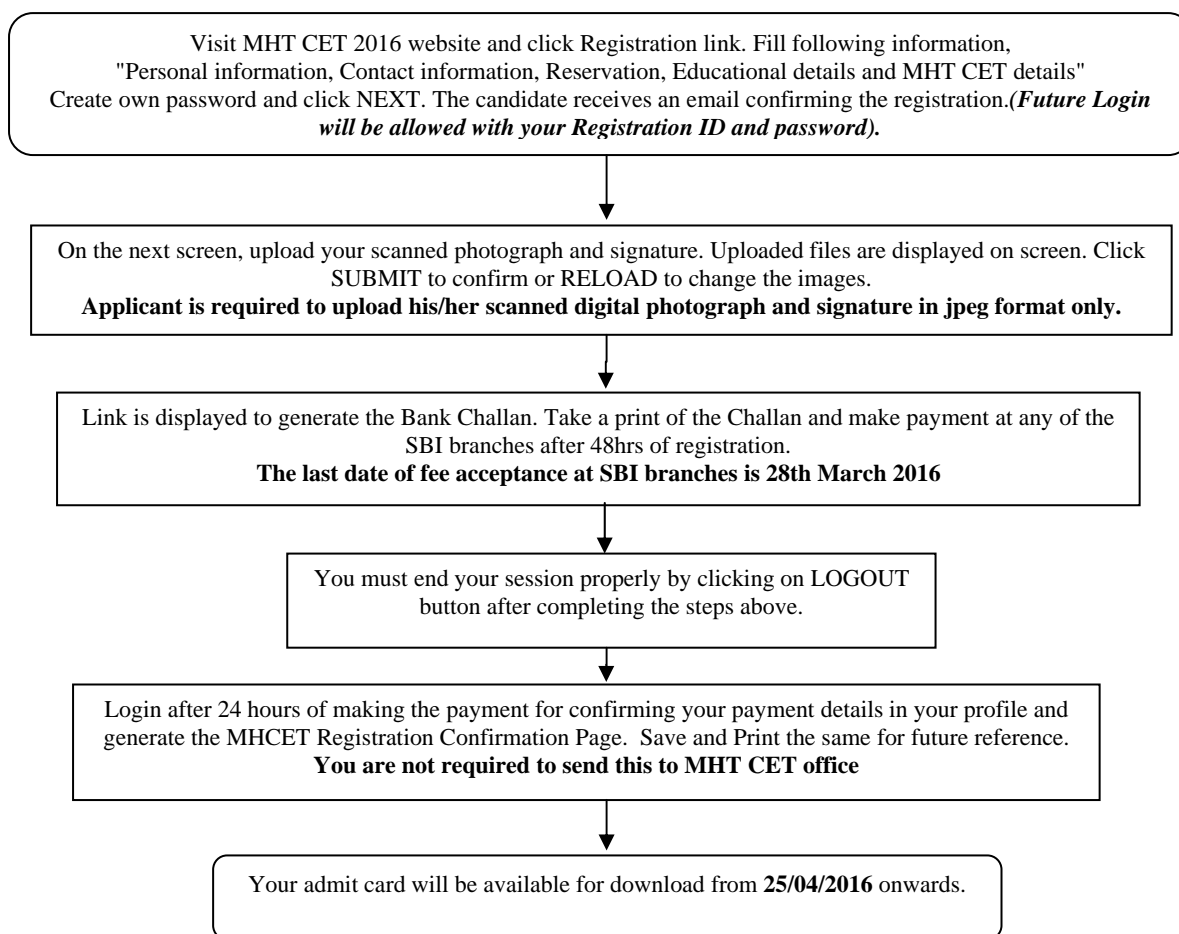 Visit MHT CET 2016 website and click Registration link. Fill following information,
"Personal information, Contact information, Reservation, Educational details and MHT CET details"
Create own password and click NEXT. The candidate receives an email confirming the registration.(Future Login
will be allowed with your Registration ID and password).
On the next screen, upload your scanned photograph and signature. Uploaded files are displayed on screen. Click
SUBMIT to confirm or RELOAD to change the images.
Applicant is required to upload his/her scanned digital photograph and signature in jpeg format only.
Link is displayed to generate the Bank Challan. Take a print of the Challan and make payment at any of the
SBI branches after 48hrs of registration.
The last date of fee acceptance at SBI branches is 28th March 2016
You must end your session properly by clicking on LOGOUT
button after completing the steps above.
Login after 24 hours of making the payment for confirming your payment details in your profile and
generate the MHCET Registration Confirmation Page. Save and Print the same for future reference.
You are not required to send this to MHT CET office
Your admit card will be available for download from 25/04/2016 onwards.